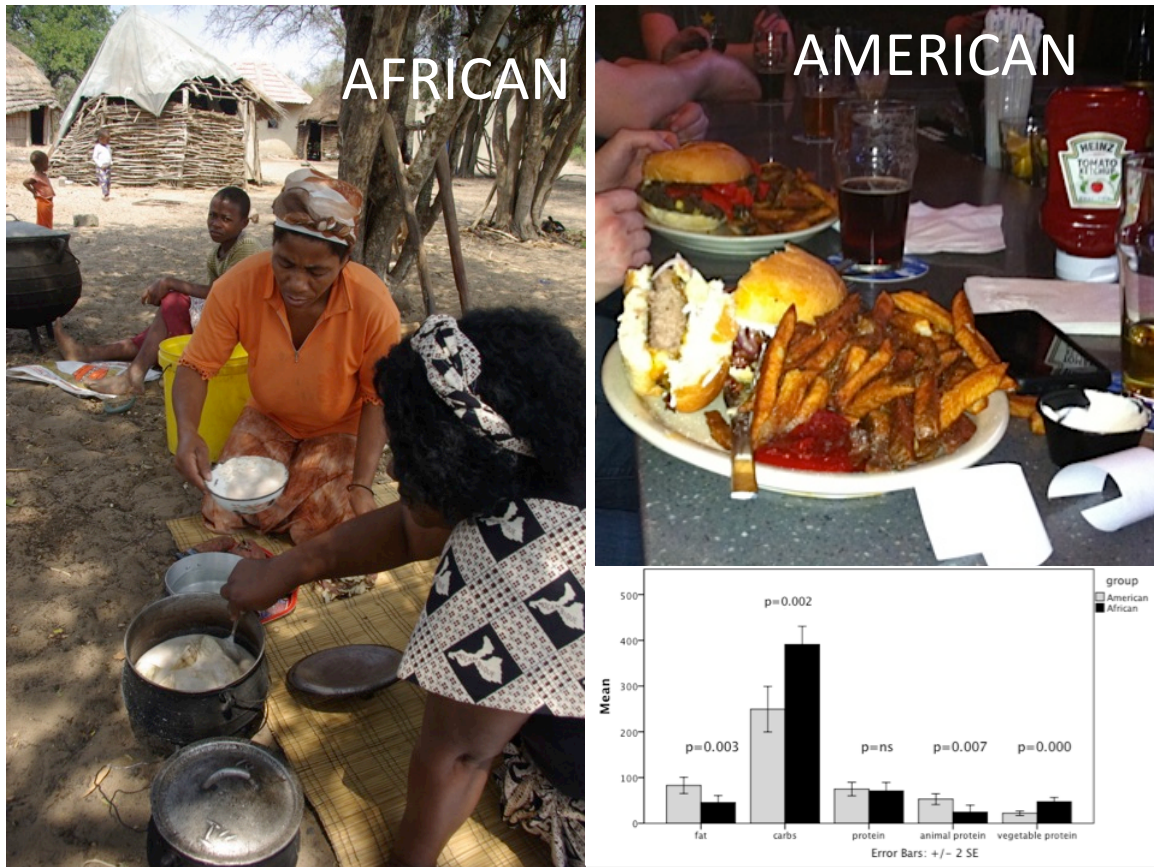 AFRICAN
AMERICAN
HEINZ
TOMATO
KETCHUP
group
American
African
Mean
500
400
300
200
100
0
p=0.003
p=0.002
p=ns
p=0.007
p=0.000
fat
carbs
protein
animal protein
vegetable protein
Error Bars: +/- 2 SE